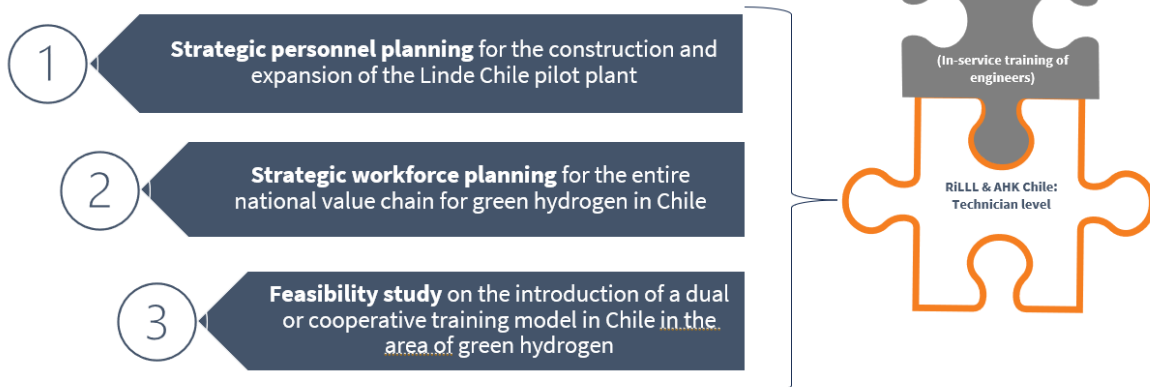 1
Strategic personnel planning for the construction and
expansion of the Linde Chile pilot plant
2
Strategic workforce planning for the entire
national value chain for green hydrogen in Chile
3
Feasibility study on the introduction of a dual
or cooperative training model in Chile in the
area of green hydrogen
(In-service training of
engineers)
RiLLL & AHK Chile:
Technician level